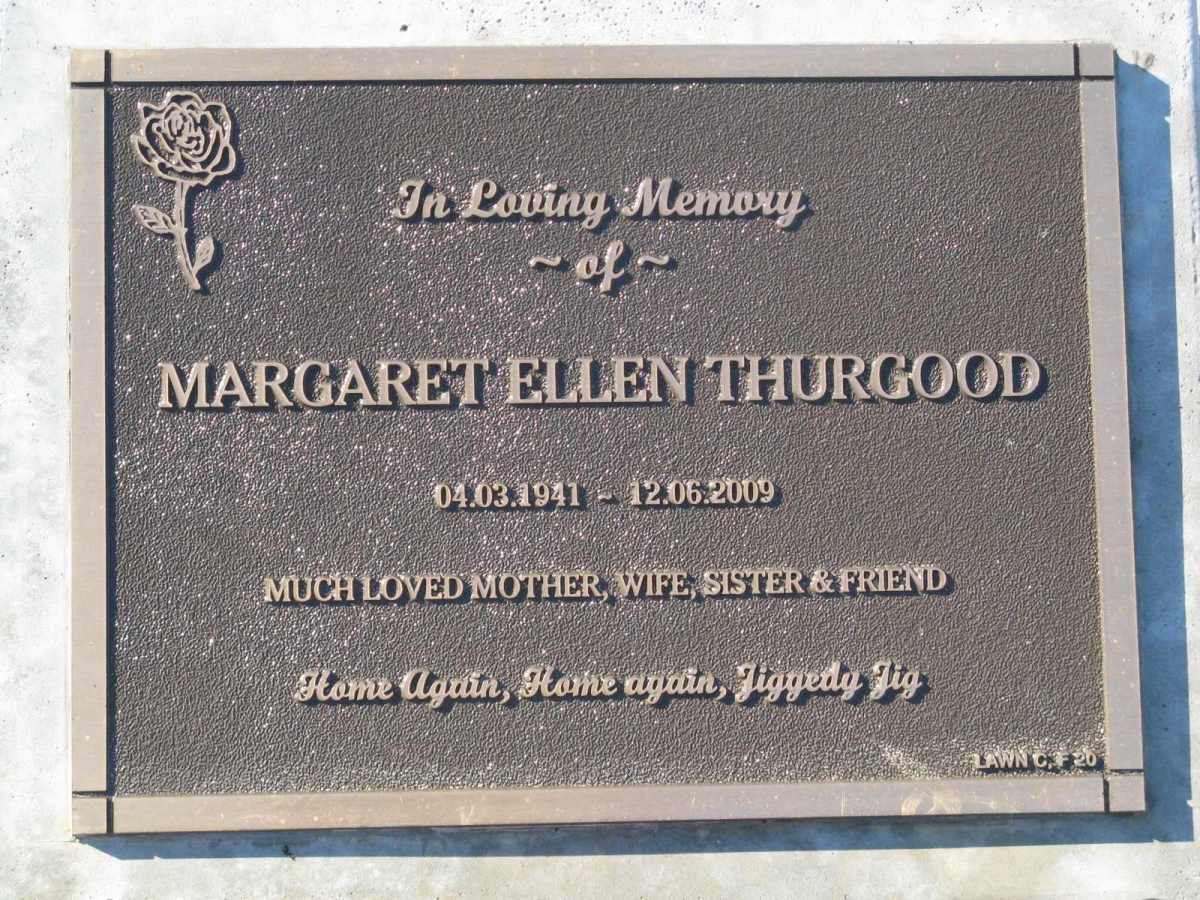 In Loving Memory
~ of ~
MARGARET ELLEN THURGOOD
04.03.1941 ~ 12.06.2009
MUCH LOVED MOTHER, WIFE, SISTER & FRIEND
Home Again, Home again, Jiggedy Jig
LAWN C, F 20